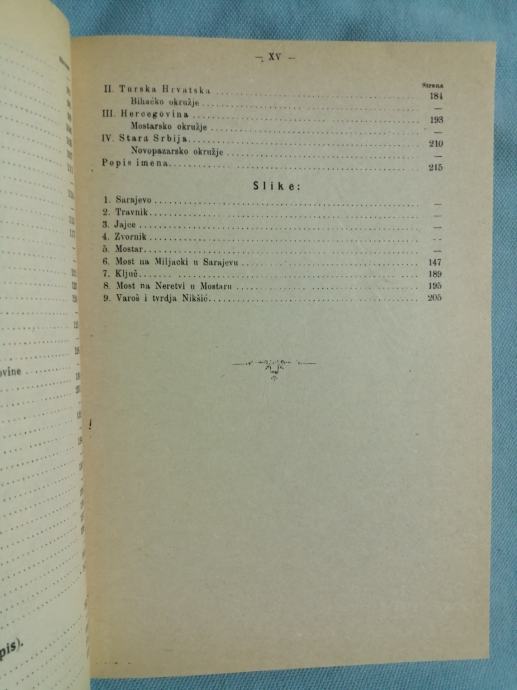 — XV —
Strana
II. Turska Hrvatska ..... 184
Bihaćko okružje ..... —
III. Hercegovina ..... 193
Mostarsko okružje ..... —
IV. Stara Srbija ..... 210
Novopazarsko okružje ..... —
Popis imena ..... 215
Slike:
1. Sarajevo ..... —
2. Travnik ..... —
3. Jajce ..... —
4. Zvornik ..... —
5. Mostar ..... —
6. Most na Miljacki u Sarajevu ..... 147
7. Ključ ..... 189
8. Most na Neretvi u Mostaru ..... 195
9. Varoš i tvrdja Nikšić ..... 205
ovine
pis).